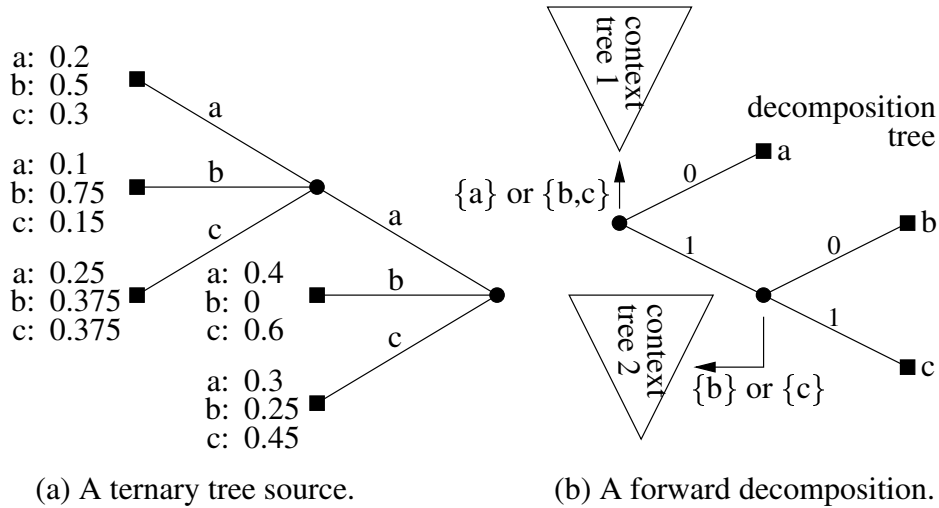 a: 0.2
b: 0.5
c: 0.3
a
a: 0.1
b: 0.75
c: 0.15
b
a: 0.25
b: 0.375
c: 0.375
c
a
a: 0.4
b: 0
c: 0.6
b
a: 0.3
b: 0.25
c: 0.45
c
(a) A ternary tree source.
context
tree 1
decomposition
tree
{a} or {b,c}
0
a
1
0
b
1
c
context
tree 2
{b} or {c}
(b) A forward decomposition.